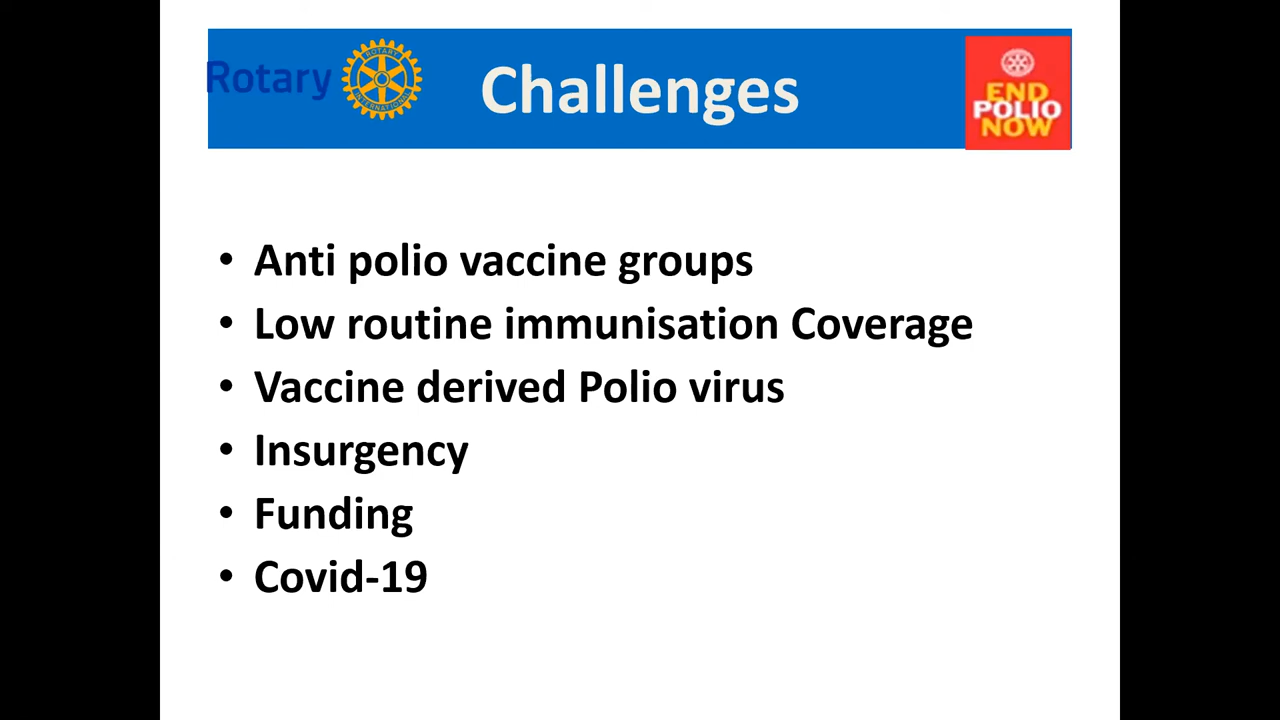 Rotary
ROTARY
INTERNATIONAL
Challenges
END
POLIO
NOW
• Anti polio vaccine groups
• Low routine immunisation Coverage
• Vaccine derived Polio virus
• Insurgency
• Funding
• Covid-19